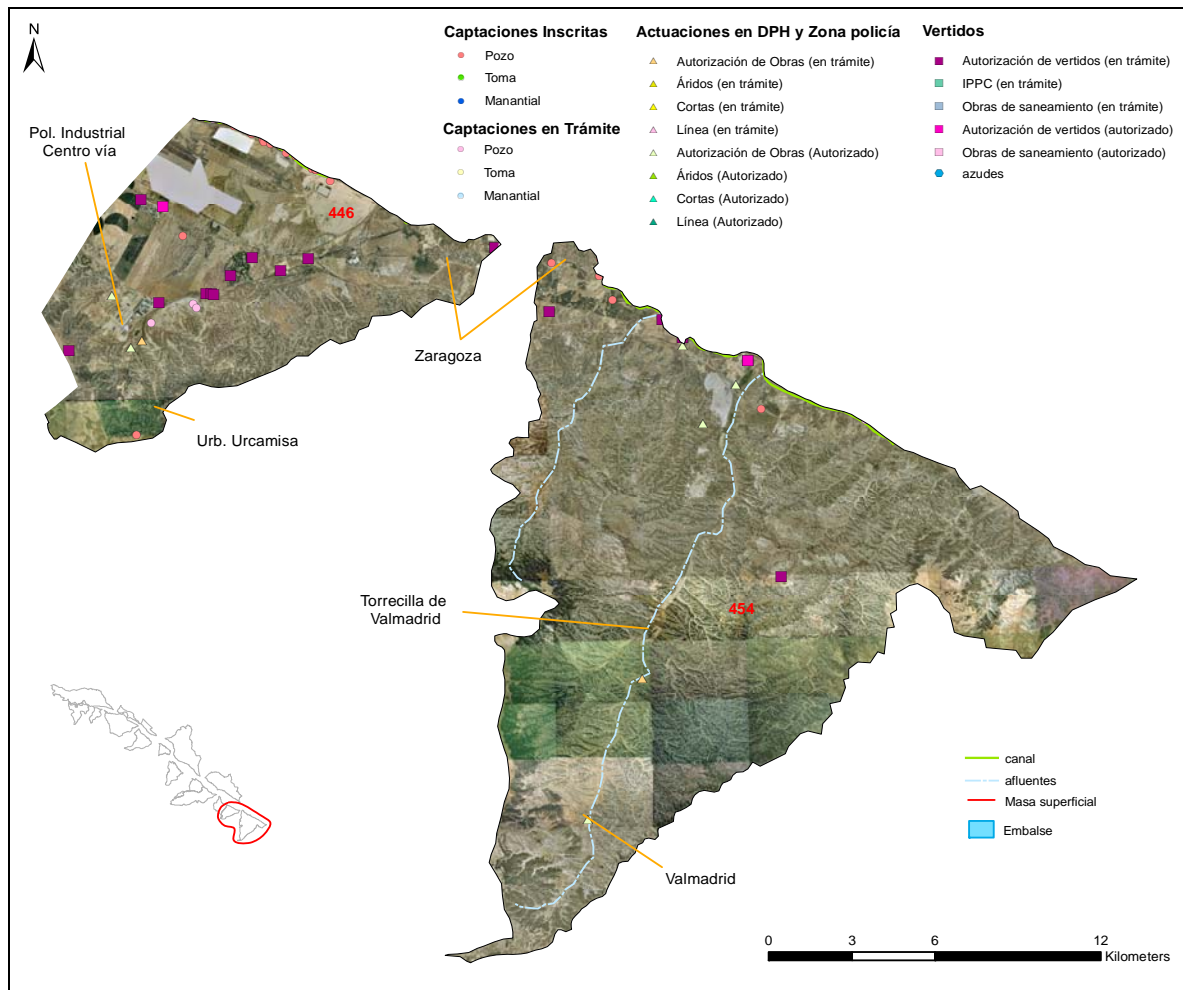 N
Captaciones Inscritas
Pozo
Toma
Manantial
Captaciones en Trámite
Pozo
Toma
Manantial
Actuaciones en DPH y Zona policía
Autorización de Obras (en trámite)
Áridos (en trámite)
Cortas (en trámite)
Línea (en trámite)
Autorización de Obras (Autorizado)
Áridos (Autorizado)
Cortas (Autorizado)
Línea (Autorizado)
Vertidos
Autorización de vertidos (en trámite)
IPPC (en trámite)
Obras de saneamiento (en trámite)
Autorización de vertidos (autorizado)
Obras de saneamiento (autorizado)
azudes
Pol. Industrial
Centro vía
446
Zaragoza
Urb. Urcamisa
Torrecilla de
Valmadrid
454
Valmadrid
canal
afluentes
Masa superficial
Embalse
0 3 6 12
Kilometers